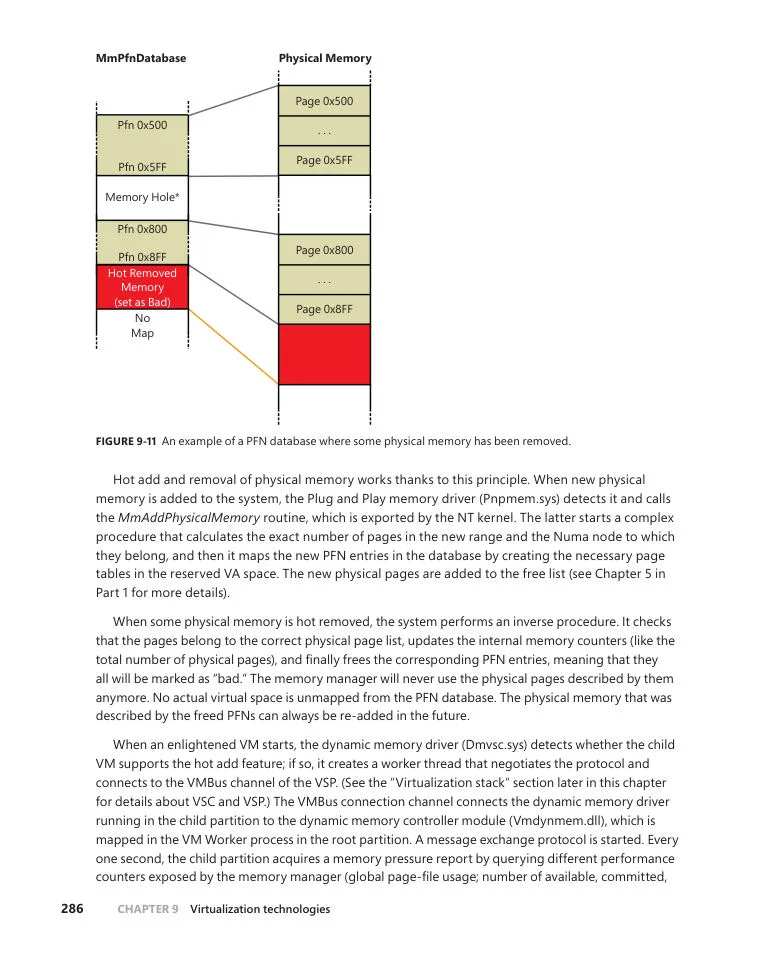 MmPfnDatabase
Physical Memory
Pfn 0x500
Pfn 0x5FF
Memory Hole*
Pfn 0x800
Pfn 0x8FF
Hot Removed
Memory
(set as Bad)
No
Map
Page 0x500
. . .
Page 0x5FF
Page 0x800
. . .
Page 0x8FF
FIGURE 9-11 An example of a PFN database where some physical memory has been removed.
Hot add and removal of physical memory works thanks to this principle. When new physical
memory is added to the system, the Plug and Play memory driver (Pnpmem.sys) detects it and calls
the MmAddPhysicalMemory routine, which is exported by the NT kernel. The latter starts a complex
procedure that calculates the exact number of pages in the new range and the Numa node to which
they belong, and then it maps the new PFN entries in the database by creating the necessary page
tables in the reserved VA space. The new physical pages are added to the free list (see Chapter 5 in
Part 1 for more details).
When some physical memory is hot removed, the system performs an inverse procedure. It checks
that the pages belong to the correct physical page list, updates the internal memory counters (like the
total number of physical pages), and finally frees the corresponding PFN entries, meaning that they
all will be marked as “bad.” The memory manager will never use the physical pages described by them
anymore. No actual virtual space is unmapped from the PFN database. The physical memory that was
described by the freed PFNs can always be re-added in the future.
When an enlightened VM starts, the dynamic memory driver (Dmvsc.sys) detects whether the child
VM supports the hot add feature; if so, it creates a worker thread that negotiates the protocol and
connects to the VMBus channel of the VSP. (See the “Virtualization stack” section later in this chapter
for details about VSC and VSP.) The VMBus connection channel connects the dynamic memory driver
running in the child partition to the dynamic memory controller module (Vmdynmem.dll), which is
mapped in the VM Worker process in the root partition. A message exchange protocol is started. Every
one second, the child partition acquires a memory pressure report by querying different performance
counters exposed by the memory manager (global page-file usage; number of available, committed,
286 CHAPTER 9 Virtualization technologies